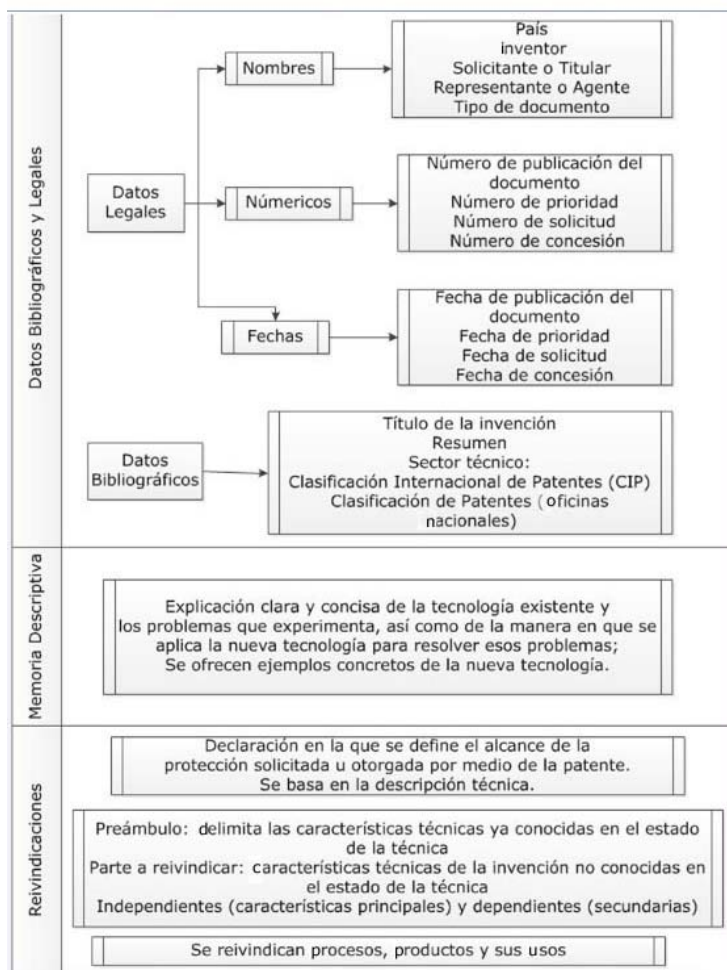 Datos Bibliográficos y Legales
Datos
Legales
Nombres
País
inventor
Solicitante o Titular
Representante o Agente
Tipo de documento
Númericos
Número de publicación del
documento
Número de prioridad
Número de solicitud
Número de concesión
Fechas
Fecha de publicación del
documento
Fecha de prioridad
Fecha de solicitud
Fecha de concesión
Datos
Bibliográficos
Título de la invención
Resumen
Sector técnico:
Clasificación Internacional de Patentes (CIP)
Clasificación de Patentes (oficinas
nacionales)
Memoria Descriptiva
Explicación clara y concisa de la tecnología existente y
los problemas que experimenta, así como de la manera en que se
aplica la nueva tecnología para resolver esos problemas;
Se ofrecen ejemplos concretos de la nueva tecnología.
Reivindicaciones
Declaración en la que se define el alcance de la
protección solicitada u otorgada por medio de la patente.
Se basa en la descripción técnica.
Preámbulo: delimita las características técnicas ya conocidas en el estado
de la técnica
Parte a reivindicar: características técnicas de la invención no conocidas en
el estado de la técnica
Independientes (características principales) y dependientes (secundarias)
Se reivindican procesos, productos y sus usos